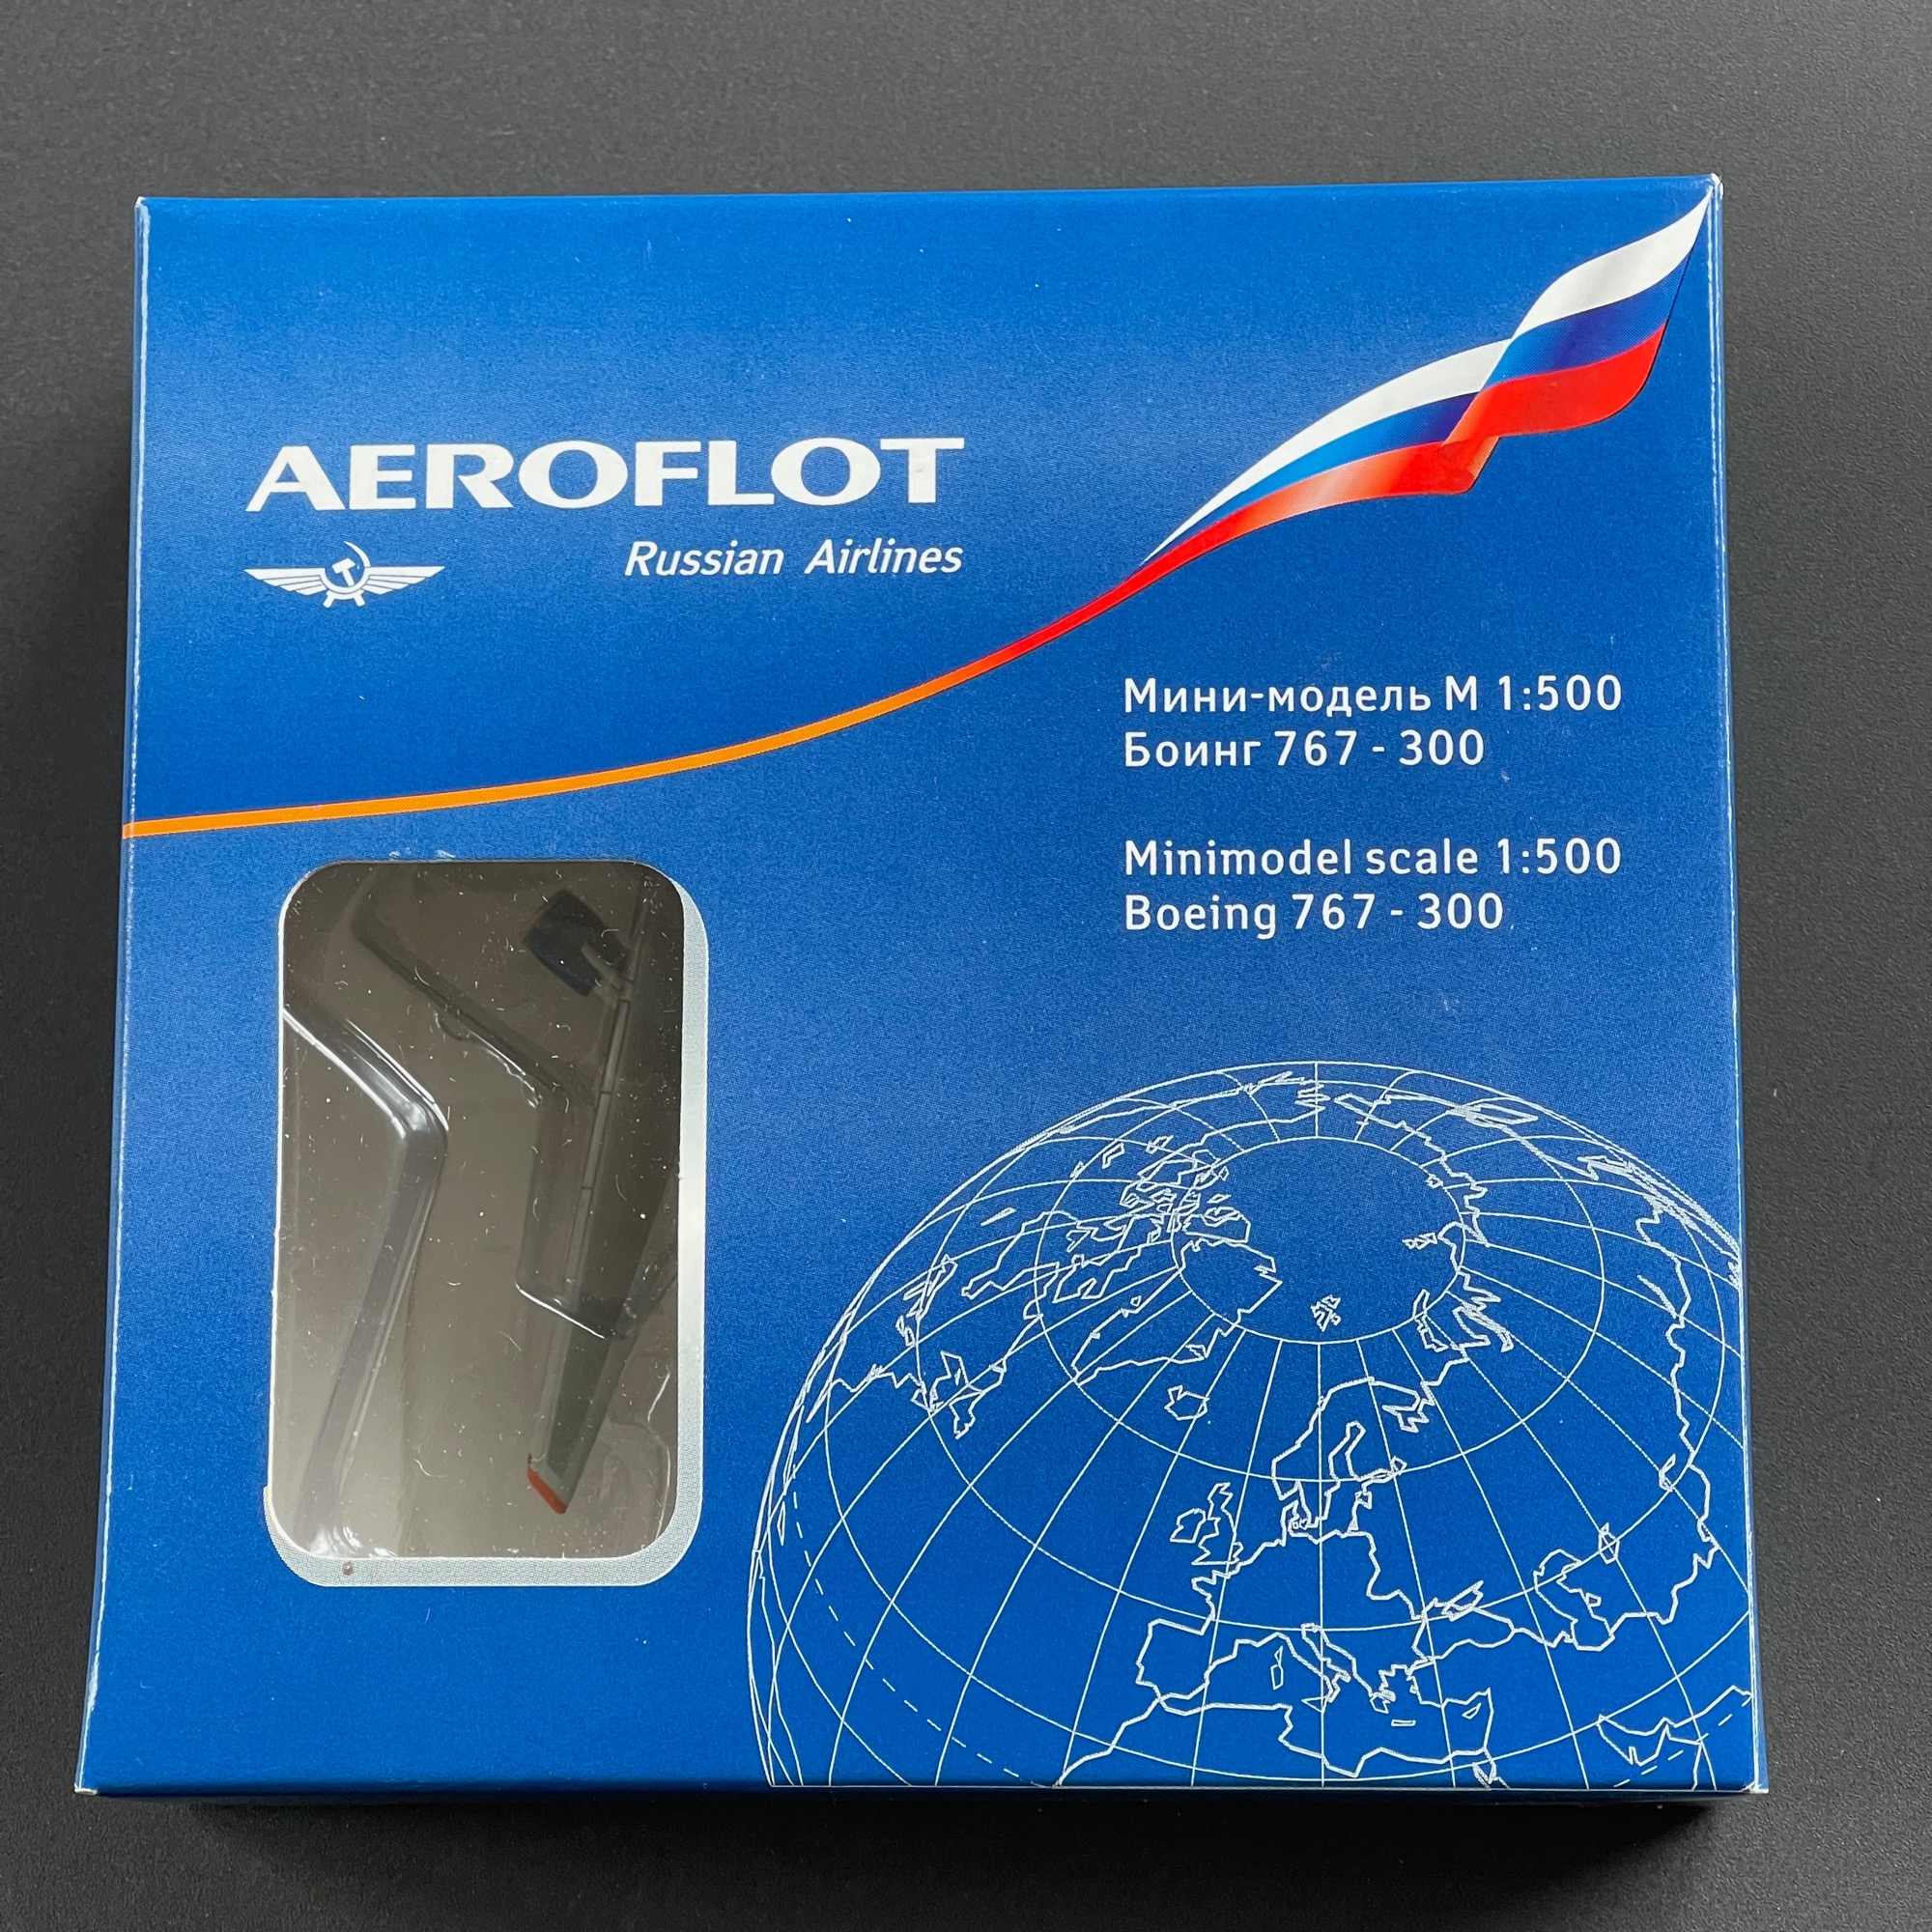 AEROFLOT
Russian Airlines
Мини-модель М 1:500
Боинг 767 - 300
Minimodel scale 1:500
Boeing 767 - 300